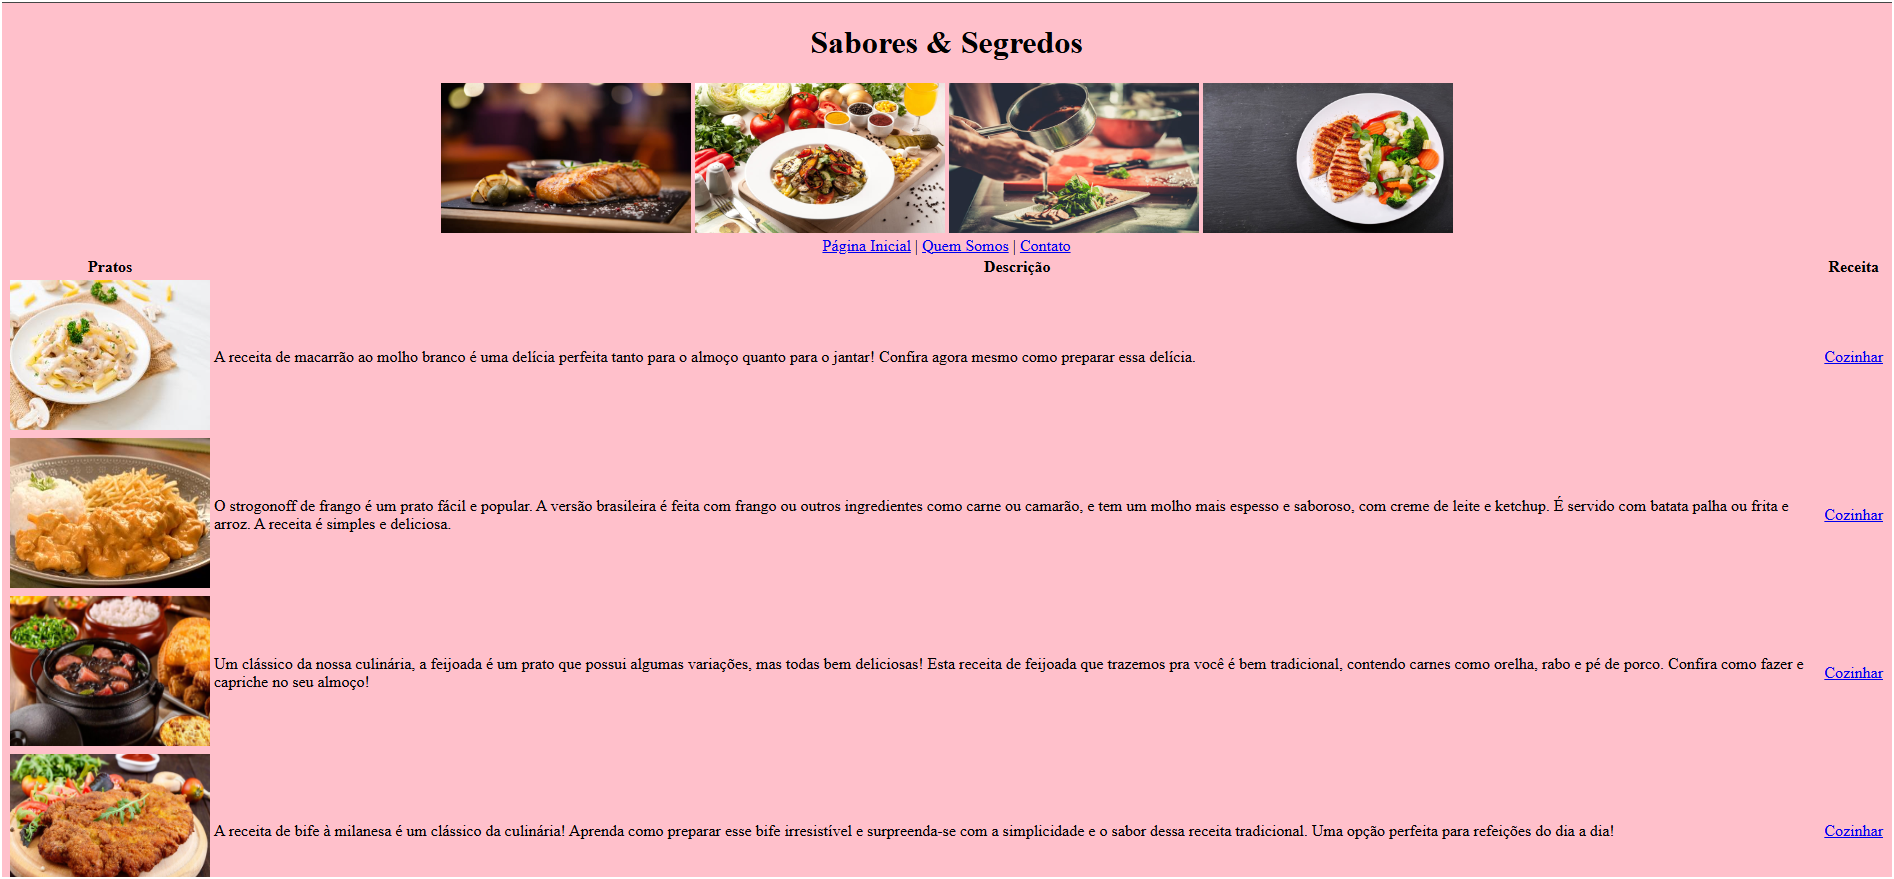 Sabores & Segredos
Página Inicial | Quem Somos | Contato
Pratos Descrição Receita
A receita de macarrão ao molho branco é uma delícia perfeita tanto para o almoço quanto para o jantar! Confira agora mesmo como preparar essa delícia. Cozinhar
O strogonoff de frango é um prato fácil e popular. A versão brasileira é feita com frango ou outros ingredientes como carne ou camarão, e tem um molho mais espesso e saboroso, com creme de leite e ketchup. É servido com batata palha ou frita e
arroz. A receita é simples e deliciosa.
Cozinhar
Um clássico da nossa culinária, a feijoada é um prato que possui algumas variações, mas todas bem deliciosas! Esta receita de feijoada que trazemos pra você é bem tradicional, contendo carnes como orelha, rabo e pé de porco. Confira como fazer e
capriche no seu almoço!
Cozinhar
A receita de bife à milanesa é um clássico da culinária! Aprenda como preparar esse bife irresistível e surpreenda-se com a simplicidade e o sabor dessa receita tradicional. Uma opção perfeita para refeições do dia a dia! Cozinhar